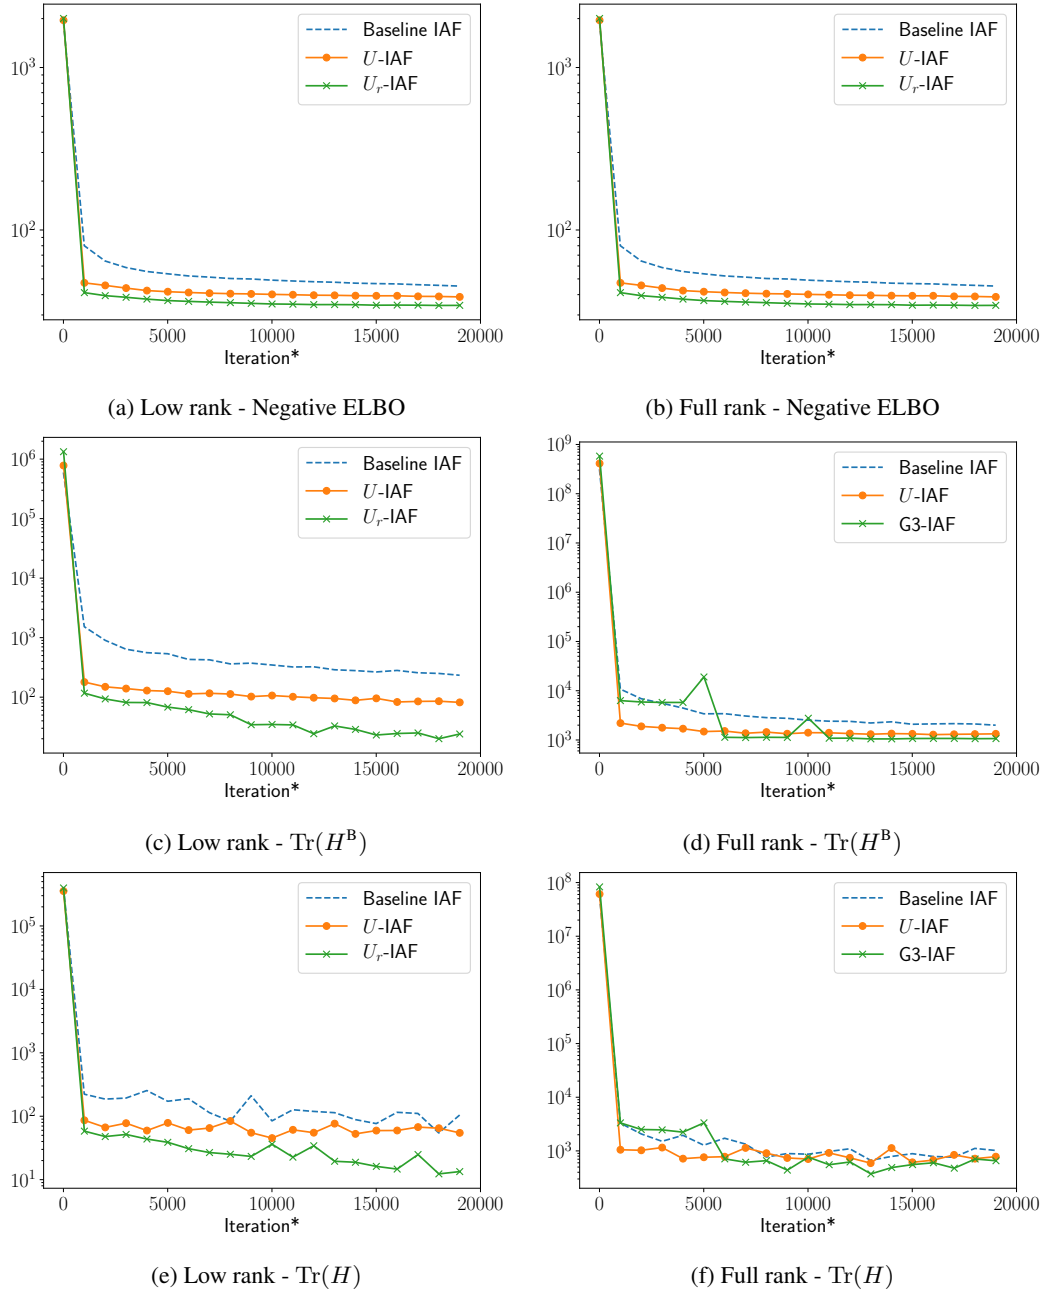 Baseline IAF
U-IAF
U_r-IAF
10^3
10^2
0 5000 10000 15000 20000
Iteration*
(a) Low rank - Negative ELBO
Baseline IAF
U-IAF
U_r-IAF
10^3
10^2
0 5000 10000 15000 20000
Iteration*
(b) Full rank - Negative ELBO
Baseline IAF
U-IAF
U_r-IAF
10^6
10^5
10^4
10^3
10^2
0 5000 10000 15000 20000
Iteration*
(c) Low rank - Tr(H^B)
Baseline IAF
U-IAF
G3-IAF
10^9
10^8
10^7
10^6
10^5
10^4
10^3
0 5000 10000 15000 20000
Iteration*
(d) Full rank - Tr(H^B)
Baseline IAF
U-IAF
U_r-IAF
10^5
10^4
10^3
10^2
10^1
0 5000 10000 15000 20000
Iteration*
(e) Low rank - Tr(H)
Baseline IAF
U-IAF
G3-IAF
10^8
10^7
10^6
10^5
10^4
10^3
0 5000 10000 15000 20000
Iteration*
(f) Full rank - Tr(H)